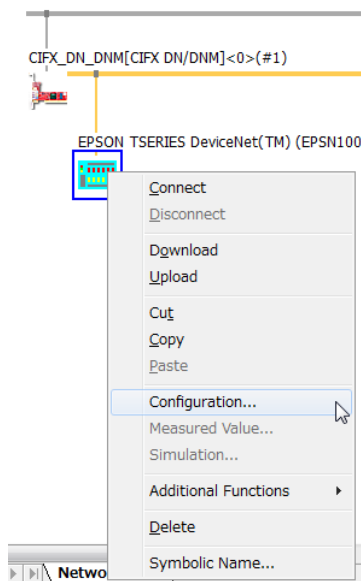 CIFX_DN_DNM[CIFX DN/DNM]<0>(#1)
EPSON TSERIES DeviceNet(TM) (EPSN100
Connect
Disconnect
Download
Upload
Cut
Copy
Paste
Configuration...
Measured Value...
Simulation...
Additional Functions
Delete
Symbolic Name...
Netwo